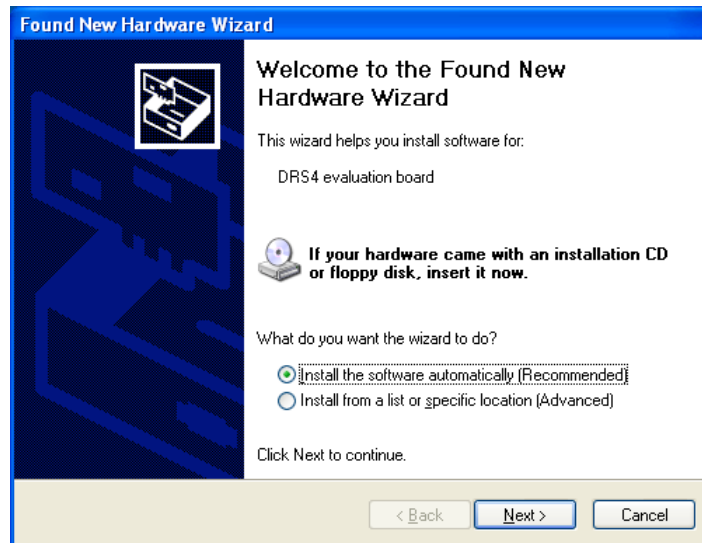 Found New Hardware Wizard
Welcome to the Found New
Hardware Wizard
This wizard helps you install software for:
DRS4 evaluation board
If your hardware came with an installation CD
or floppy disk, insert it now.
What do you want the wizard to do?
Install the software automatically (Recommended)
Install from a list or specific location (Advanced)
Click Next to continue.
< Back
Next >
Cancel